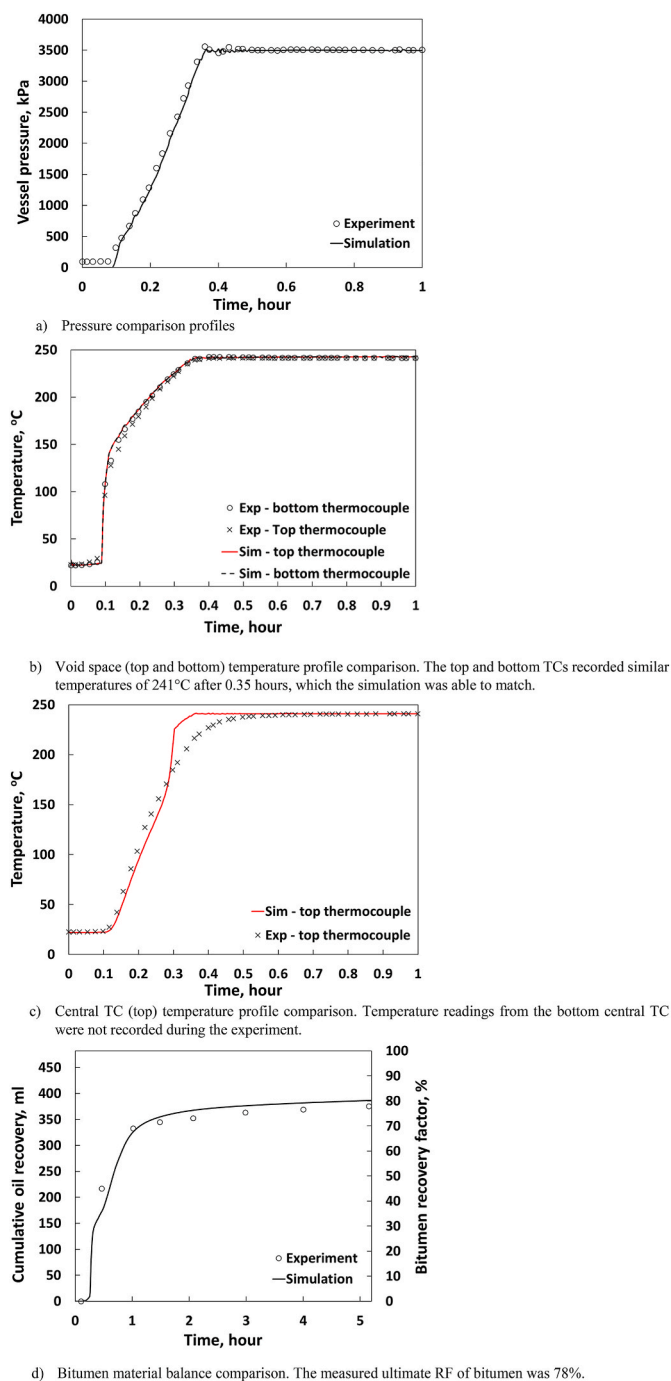 4000
3500
3000
2500
2000
1500
1000
500
0
Vessel pressure, kPa
Experiment
Simulation
0 0.2 0.4 0.6 0.8 1
Time, hour
a) Pressure comparison profiles
250
200
150
100
50
0
Temperature, °C
Exp - bottom thermocouple
Exp - Top thermocouple
Sim - top thermocouple
Sim - bottom thermocouple
0 0.1 0.2 0.3 0.4 0.5 0.6 0.7 0.8 0.9 1
Time, hour
b) Void space (top and bottom) temperature profile comparison. The top and bottom TCs recorded similar
temperatures of 241°C after 0.35 hours, which the simulation was able to match.
250
200
150
100
50
0
Temperature, °C
Sim - top thermocouple
Exp - top thermocouple
0 0.1 0.2 0.3 0.4 0.5 0.6 0.7 0.8 0.9 1
Time, hour
c) Central TC (top) temperature profile comparison. Temperature readings from the bottom central TC
were not recorded during the experiment.
450
400
350
300
250
200
150
100
50
0
Cumulative oil recovery, ml
100
90
80
70
60
50
40
30
20
10
0
Bitumen recovery factor, %
Experiment
Simulation
0 1 2 3 4 5
Time, hour
d) Bitumen material balance comparison. The measured ultimate RF of bitumen was 78%.